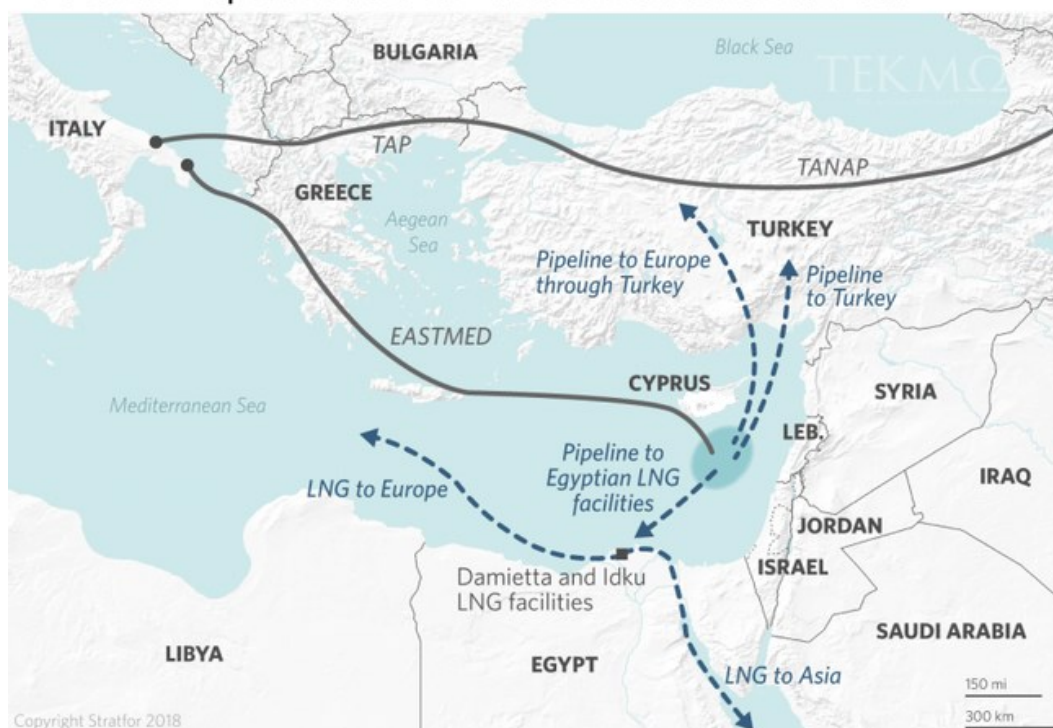 BULGARIA
Black Sea
TEKMΩ
ITALY
TAP
TANAP
GREECE
Aegean
Sea
TURKEY
Pipeline to Europe
through Turkey
Pipeline
to Turkey
EASTMED
CYPRUS
SYRIA
Mediterranean Sea
LEB.
Pipeline to
Egyptian LNG
facilities
IRAQ
LNG to Europe
JORDAN
ISRAEL
Damietta and Idku
LNG facilities
SAUDI ARABIA
LIBYA
EGYPT
LNG to Asia
150 mi
300 km
Copyright Stratfor 2018